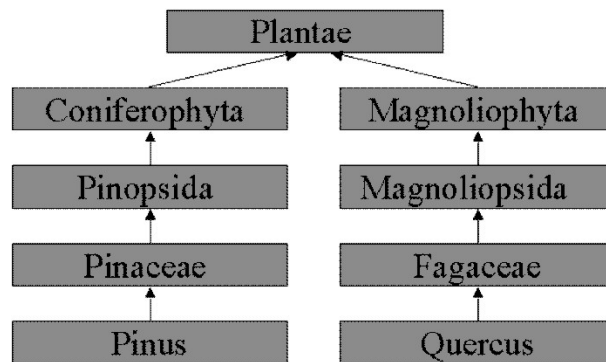 Plantae
Coniferophyta
Magnoliophyta
Pinopsida
Magnoliopsida
Pinaceae
Fagaceae
Pinus
Quercus